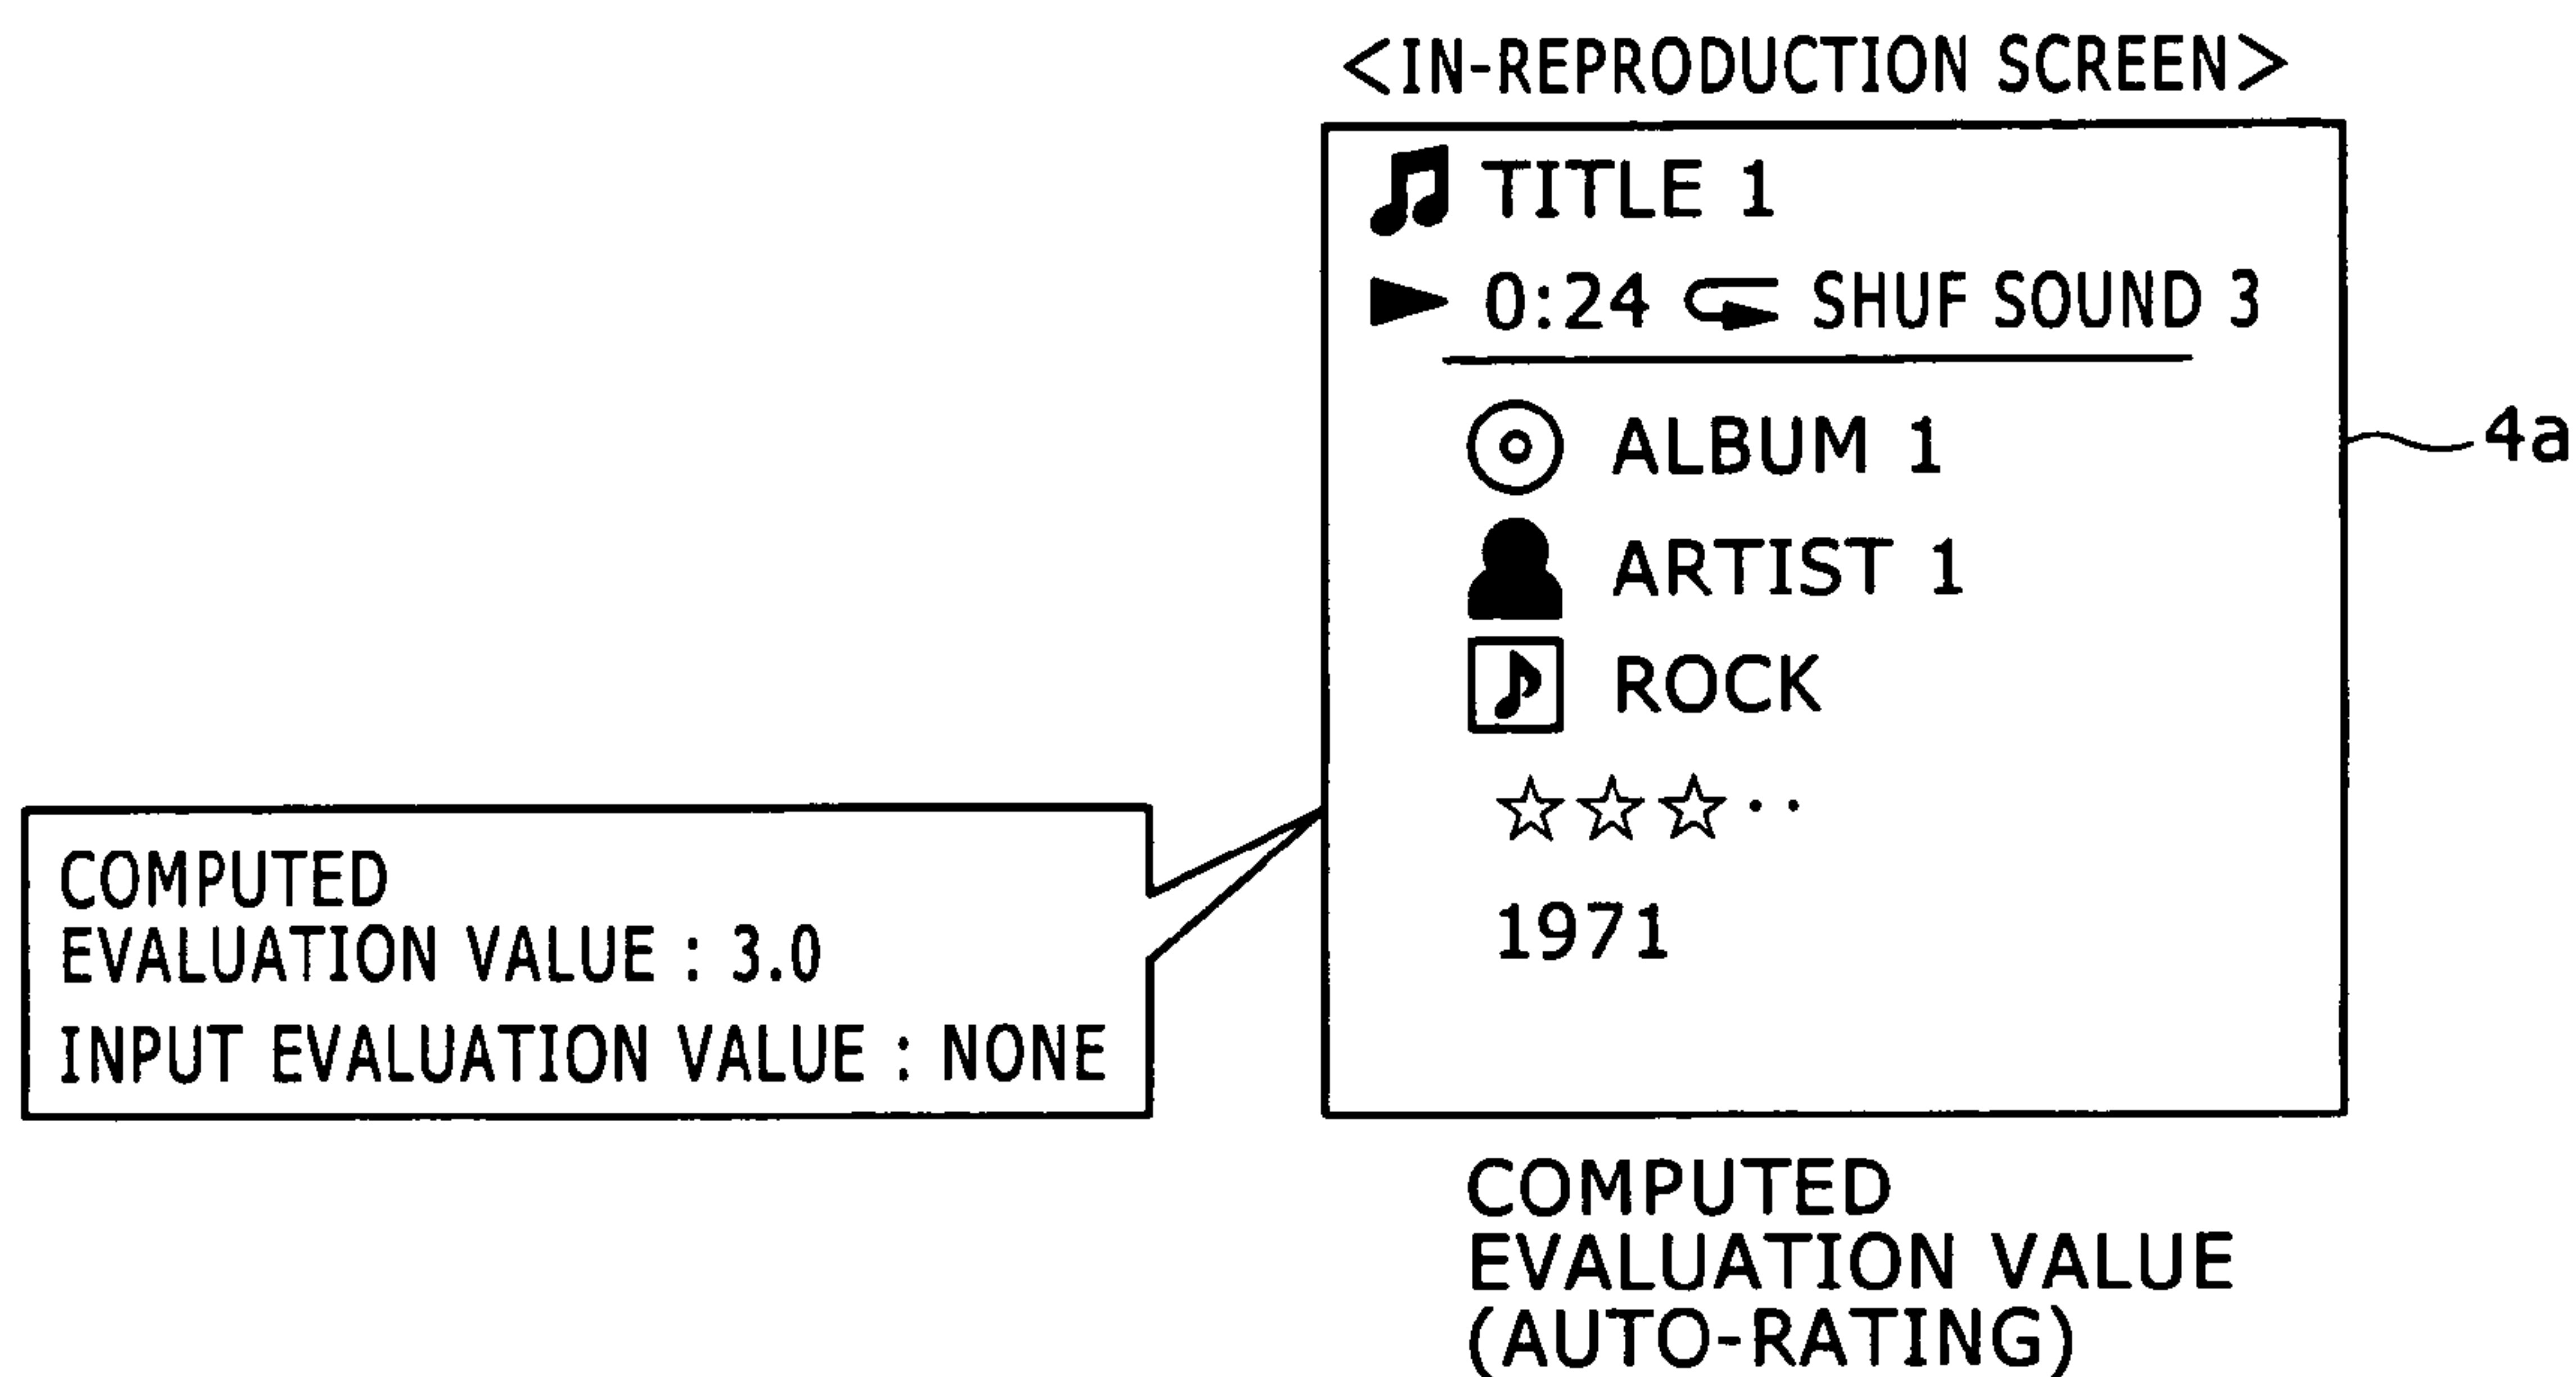 <IN-REPRODUCTION SCREEN>
TITLE 1
0:24 SHUF SOUND 3
ALBUM 1
4a
ARTIST 1
ROCK
☆☆☆··
1971
COMPUTED
EVALUATION VALUE : 3.0
INPUT EVALUATION VALUE : NONE
COMPUTED
EVALUATION VALUE
(AUTO-RATING)